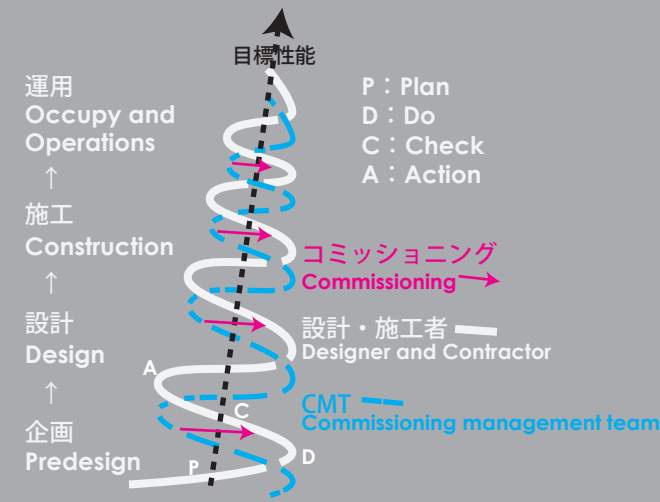 目標性能
運用
Occupy and
Operations
↑
施工
Construction
↑
設計
Design
↑
企画
Predesign
P：Plan
D：Do
C：Check
A：Action
コミッショニング
Commissioning
設計・施工者
Designer and Contractor
CMT
Commissioning management team
A
C
P
D